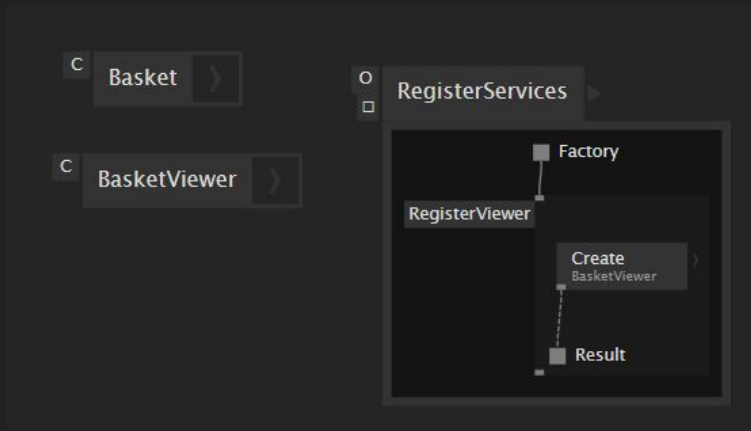 C
Basket
C
BasketViewer
O
RegisterServices
Factory
RegisterViewer
Create
BasketViewer
Result